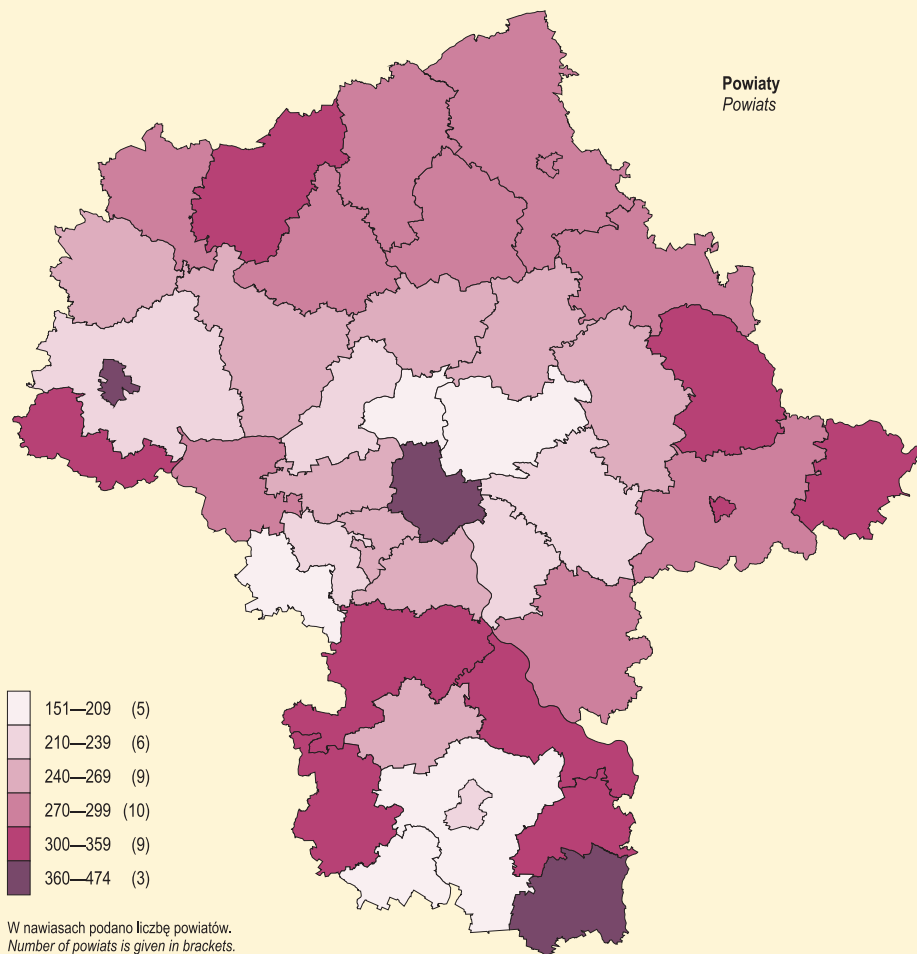 Powiaty
Powiats
151—209 (5)
210—239 (6)
240—269 (9)
270—299 (10)
300—359 (9)
360—474 (3)
W nawiasach podano liczbę powiatów.
Number of powiats is given in brackets.